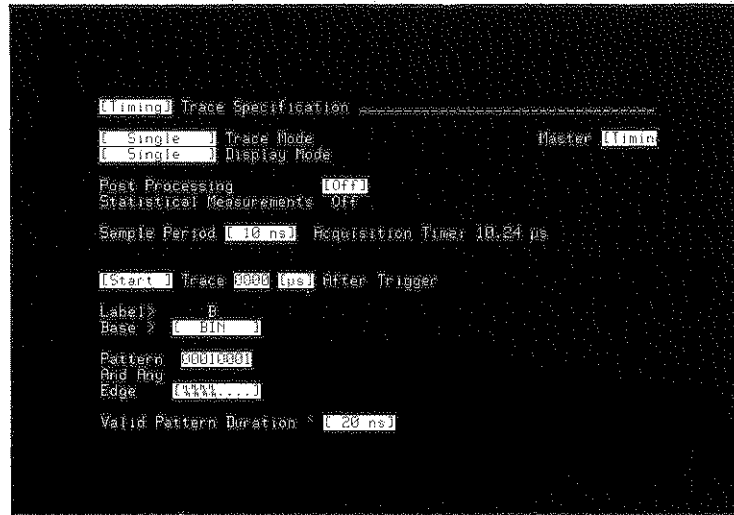 [Timing] Trace Specification
[ Single ] Trace Mode Master [Timin
[ Single ] Display Mode
Post Processing [Off]
Statistical Measurements Off
Sample Period [ 10 ns] Acquisition Time: 10.24 µs
[Start ] Trace 0000 [µs] After Trigger
Label> B
Base > [ BIN ]
Pattern 00010001
And Any
Edge
Valid Pattern Duration [ 20 ns]